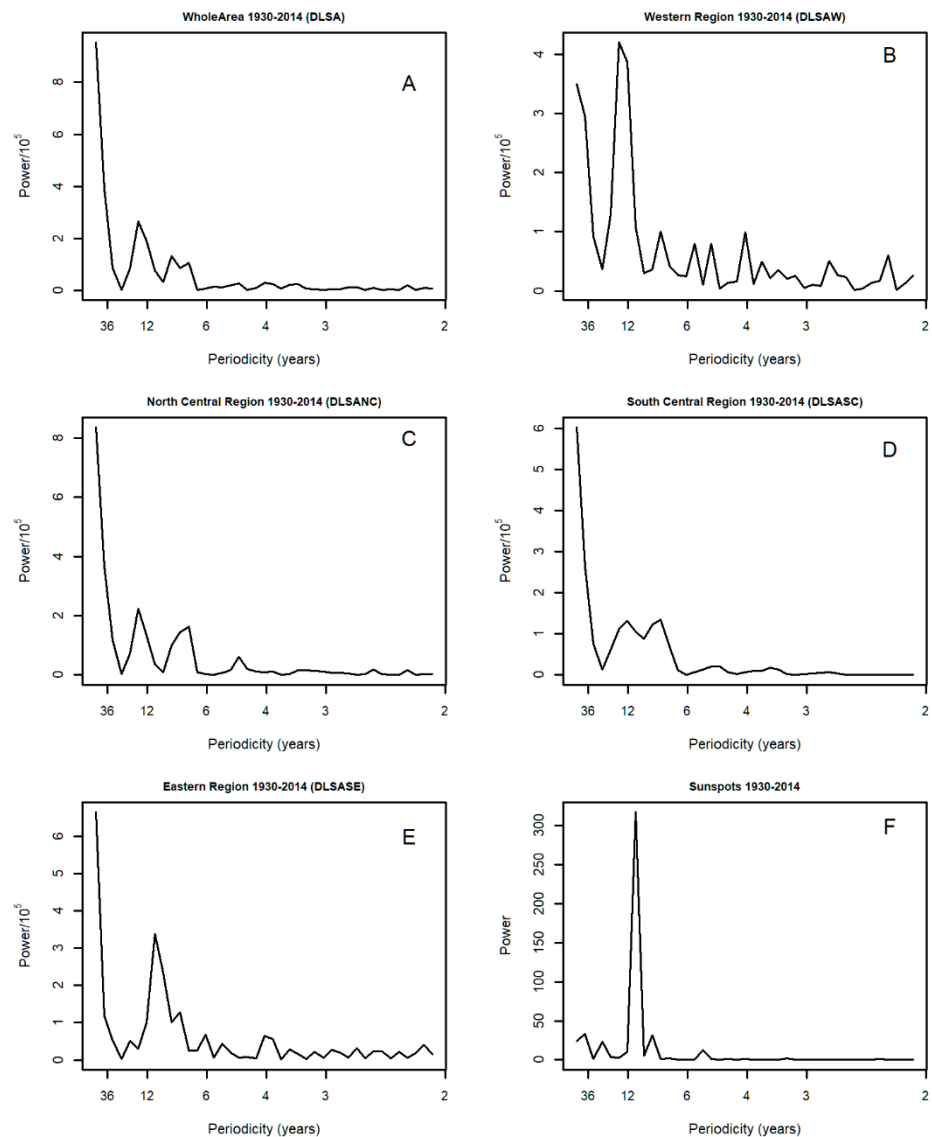 WholeArea 1930-2014 (DLSA)
A
Power/10⁵
8
6
4
2
0
36 12 6 4 3 2
Periodicity (years)
Western Region 1930-2014 (DLSAW)
B
Power/10⁵
4
3
2
1
0
36 12 6 4 3 2
Periodicity (years)
North Central Region 1930-2014 (DLSANC)
C
Power/10⁵
8
6
4
2
0
36 12 6 4 3 2
Periodicity (years)
South Central Region 1930-2014 (DLSASC)
D
Power/10⁵
6
5
4
3
2
1
0
36 12 6 4 3 2
Periodicity (years)
Eastern Region 1930-2014 (DLSASE)
E
Power/10⁵
6
5
4
3
2
1
0
36 12 6 4 3 2
Periodicity (years)
Sunspots 1930-2014
F
Power
300
250
200
150
100
50
0
36 12 6 4 3 2
Periodicity (years)